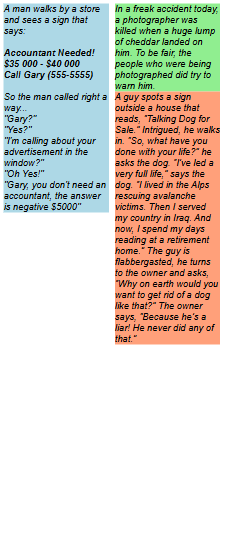 A man walks by a store
and sees a sign that
says:
Accountant Needed!
$35 000 - $40 000
Call Gary (555-5555)
So the man called right a
way...
"Gary?"
"Yes?"
"I'm calling about your
advertisement in the
window?"
"Oh Yes!"
"Gary, you don't need an
accountant, the answer
is negative $5000"
In a freak accident today,
a photographer was
killed when a huge lump
of cheddar landed on
him. To be fair, the
people who were being
photographed did try to
warn him.
A guy spots a sign
outside a house that
reads, "Talking Dog for
Sale." Intrigued, he walks
in. "So, what have you
done with your life?" he
asks the dog. "I've led a
very full life," says the
dog. "I lived in the Alps
rescuing avalanche
victims. Then I served
my country in Iraq. And
now, I spend my days
reading at a retirement
home." The guy is
flabbergasted, he turns
to the owner and asks,
"Why on earth would you
want to get rid of a dog
like that?" The owner
says, "Because he's a
liar! He never did any of
that."